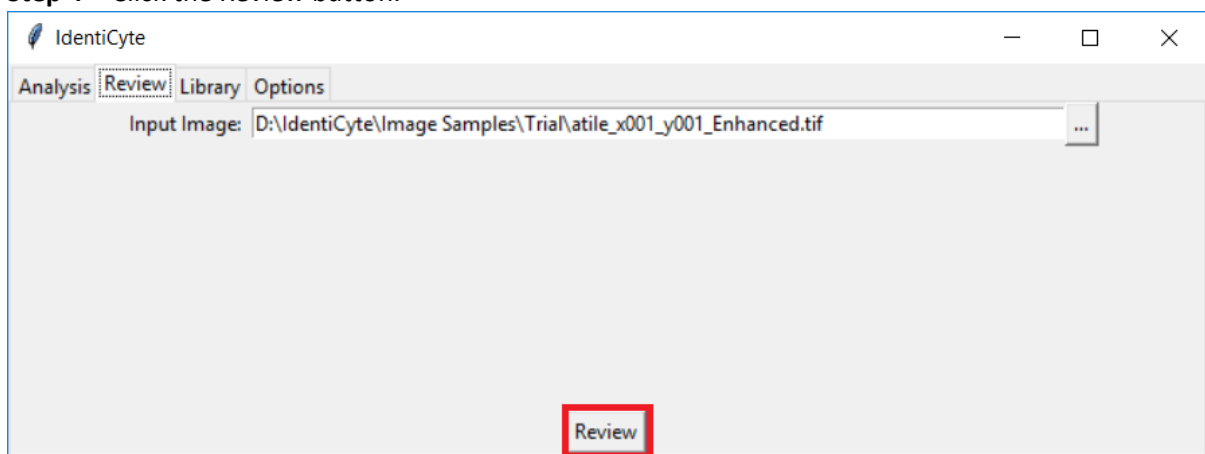 IdentiCyte
Analysis Review Library Options
Input Image: D:\IdentiCyte\Image Samples\Trial\atile_x001_y001_Enhanced.tif ...
Review